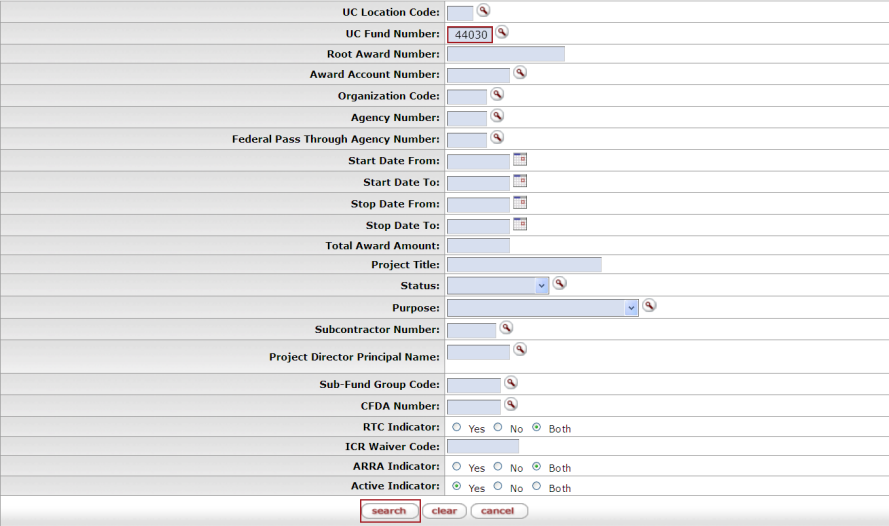 UC Location Code:
UC Fund Number: 44030
Root Award Number:
Award Account Number:
Organization Code:
Agency Number:
Federal Pass Through Agency Number:
Start Date From:
Start Date To:
Stop Date From:
Stop Date To:
Total Award Amount:
Project Title:
Status:
Purpose:
Subcontractor Number:
Project Director Principal Name:
Sub-Fund Group Code:
CFDA Number:
RTC Indicator: Yes No Both
ICR Waiver Code:
ARRA Indicator: Yes No Both
Active Indicator: Yes No Both
search clear cancel